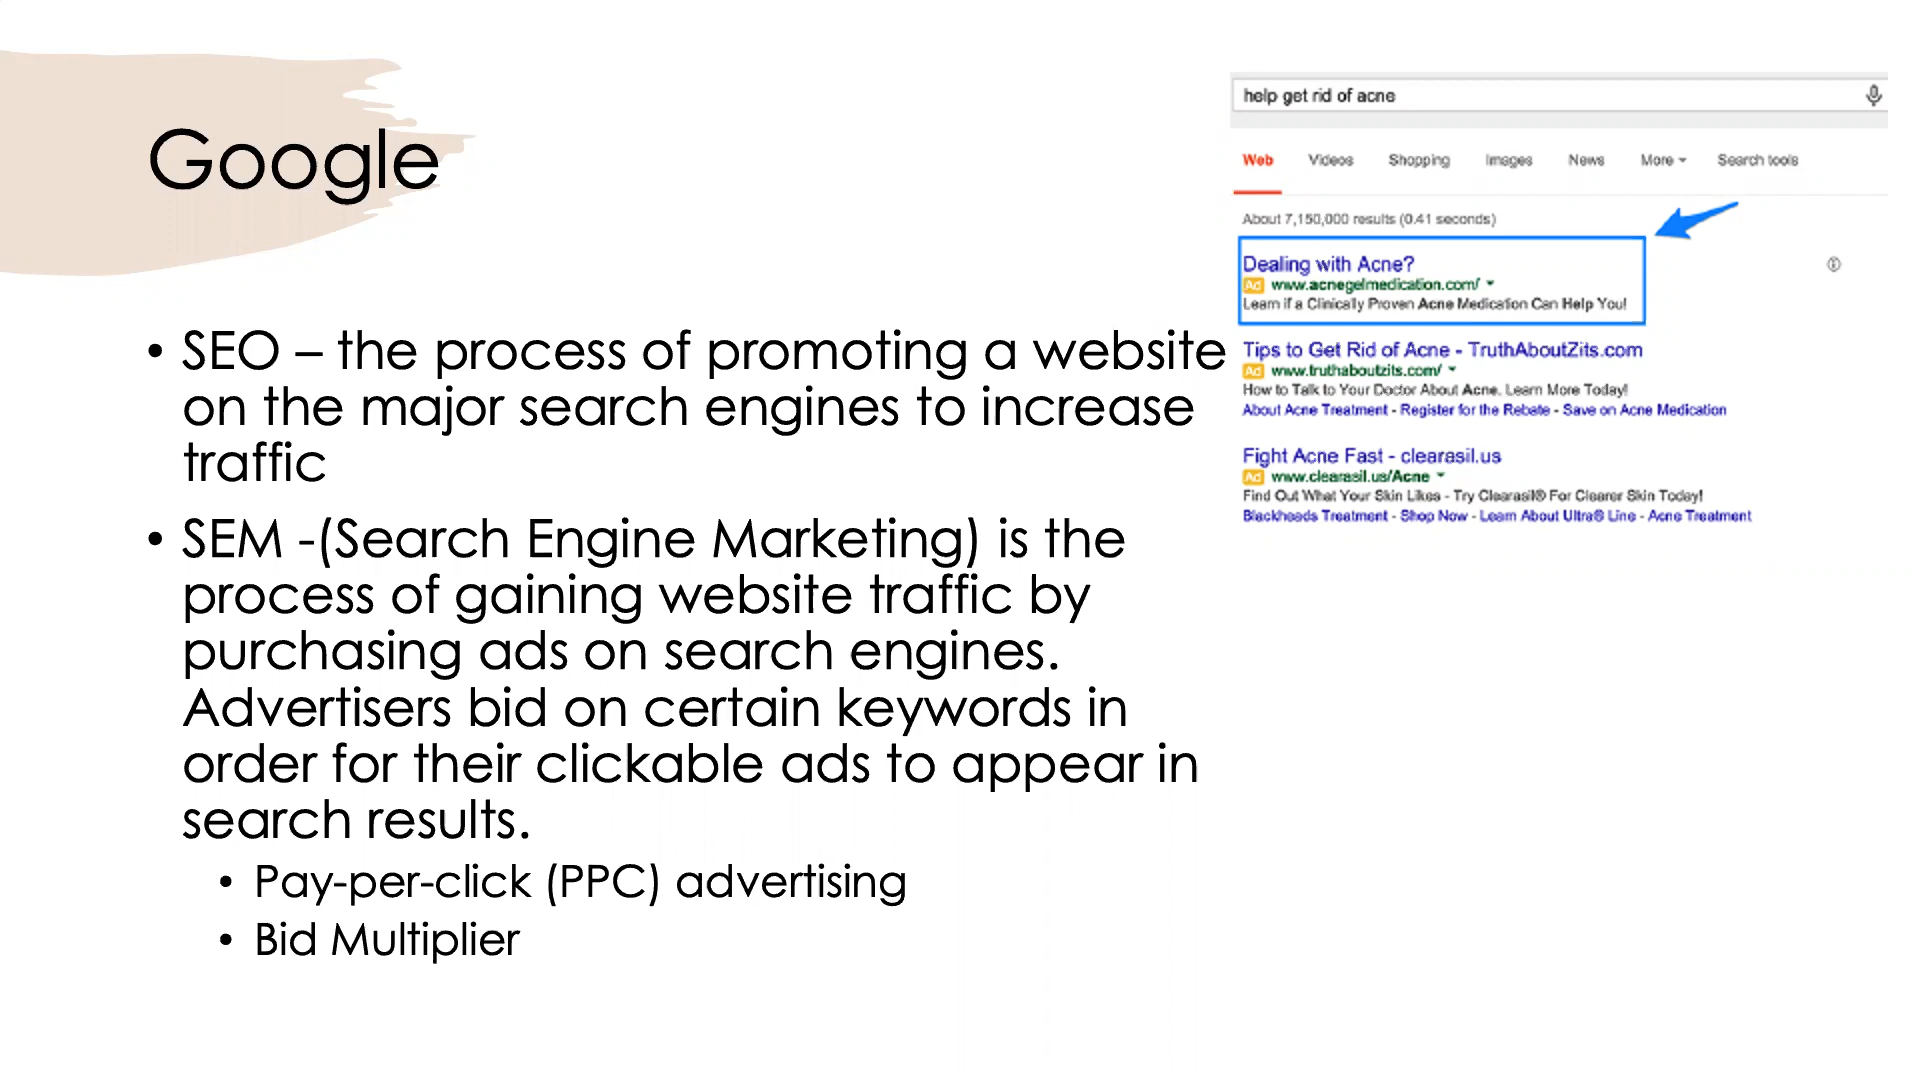 Google
• SEO – the process of promoting a website
on the major search engines to increase
traffic
• SEM -(Search Engine Marketing) is the
process of gaining website traffic by
purchasing ads on search engines.
Advertisers bid on certain keywords in
order for their clickable ads to appear in
search results.
• Pay-per-click (PPC) advertising
• Bid Multiplier
help get rid of acne
Web Videos Shopping Images News More Search tools
About 7,150,000 results (0.41 seconds)
Dealing with Acne?
Ad www.acnegelmedication.com/
Learn if a Clinically Proven Acne Medication Can Help You!
Tips to Get Rid of Acne - TruthAboutZits.com
Ad www.truthaboutzits.com/
How to Talk to Your Doctor About Acne. Learn More Today!
About Acne Treatment - Register for the Rebate - Save on Acne Medication
Fight Acne Fast - clearasil.us
Ad www.clearasil.us/Acne
Find Out What Your Skin Likes - Try Clearasil® For Clearer Skin Today!
Blackheads Treatment - Shop Now - Learn About Ultra® Line - Acne Treatment